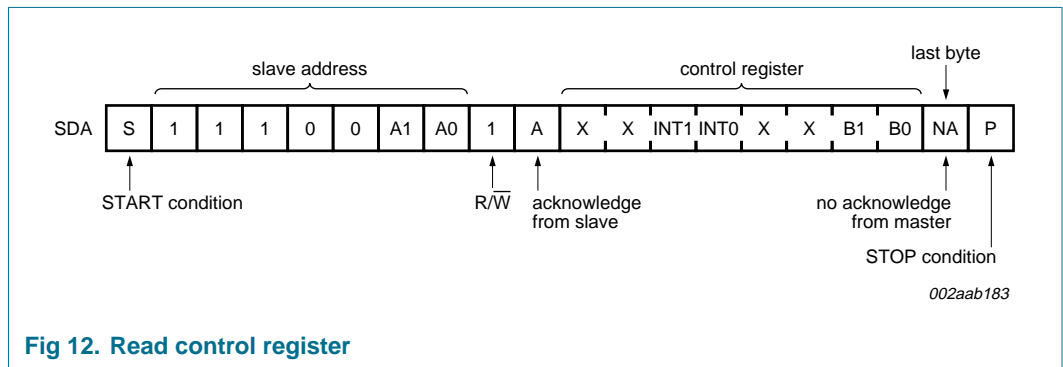 last byte
slave address control register
SDA S 1 1 1 0 0 A1 A0 1 A X X INT1 INT0 X X B1 B0 NA P
START condition R/W̅ acknowledge from slave no acknowledge from master
STOP condition
002aab183
Fig 12. Read control register